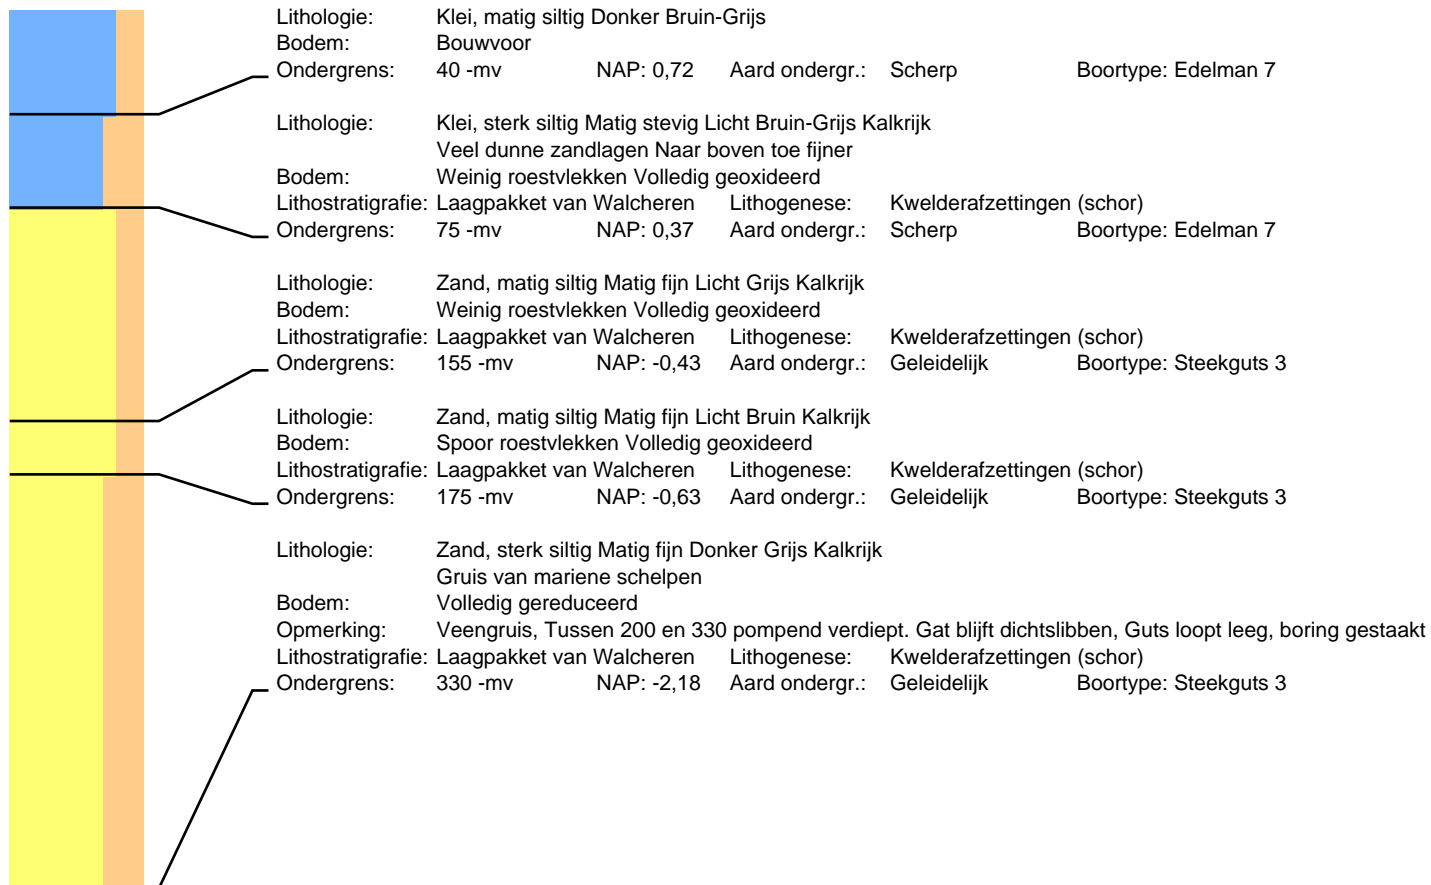 Lithologie: Klei, matig siltig Donker Bruin-Grijs
Bodem: Bouwvoor
Ondergrens: 40 -mv NAP: 0,72 Aard ondergr.: Scherp Boortype: Edelman 7
Lithologie: Klei, sterk siltig Matig stevig Licht Bruin-Grijs Kalkrijk
Veel dunne zandlagen Naar boven toe fijner
Bodem: Weinig roestvlekken Volledig geoxideerd
Lithostratigrafie: Laagpakket van Walcheren Lithogenese: Kwelderafzettingen (schor)
Ondergrens: 75 -mv NAP: 0,37 Aard ondergr.: Scherp Boortype: Edelman 7
Lithologie: Zand, matig siltig Matig fijn Licht Grijs Kalkrijk
Bodem: Weinig roestvlekken Volledig geoxideerd
Lithostratigrafie: Laagpakket van Walcheren Lithogenese: Kwelderafzettingen (schor)
Ondergrens: 155 -mv NAP: -0,43 Aard ondergr.: Geleidelijk Boortype: Steekguts 3
Lithologie: Zand, matig siltig Matig fijn Licht Bruin Kalkrijk
Bodem: Spoor roestvlekken Volledig geoxideerd
Lithostratigrafie: Laagpakket van Walcheren Lithogenese: Kwelderafzettingen (schor)
Ondergrens: 175 -mv NAP: -0,63 Aard ondergr.: Geleidelijk Boortype: Steekguts 3
Lithologie: Zand, sterk siltig Matig fijn Donker Grijs Kalkrijk
Gruis van mariene schelpen
Bodem: Volledig gereduceerd
Opmerking: Veengruis, Tussen 200 en 330 pompend verdiept. Gat blijft dichtslibben, Guts loopt leeg, boring gestaakt
Lithostratigrafie: Laagpakket van Walcheren Lithogenese: Kwelderafzettingen (schor)
Ondergrens: 330 -mv NAP: -2,18 Aard ondergr.: Geleidelijk Boortype: Steekguts 3